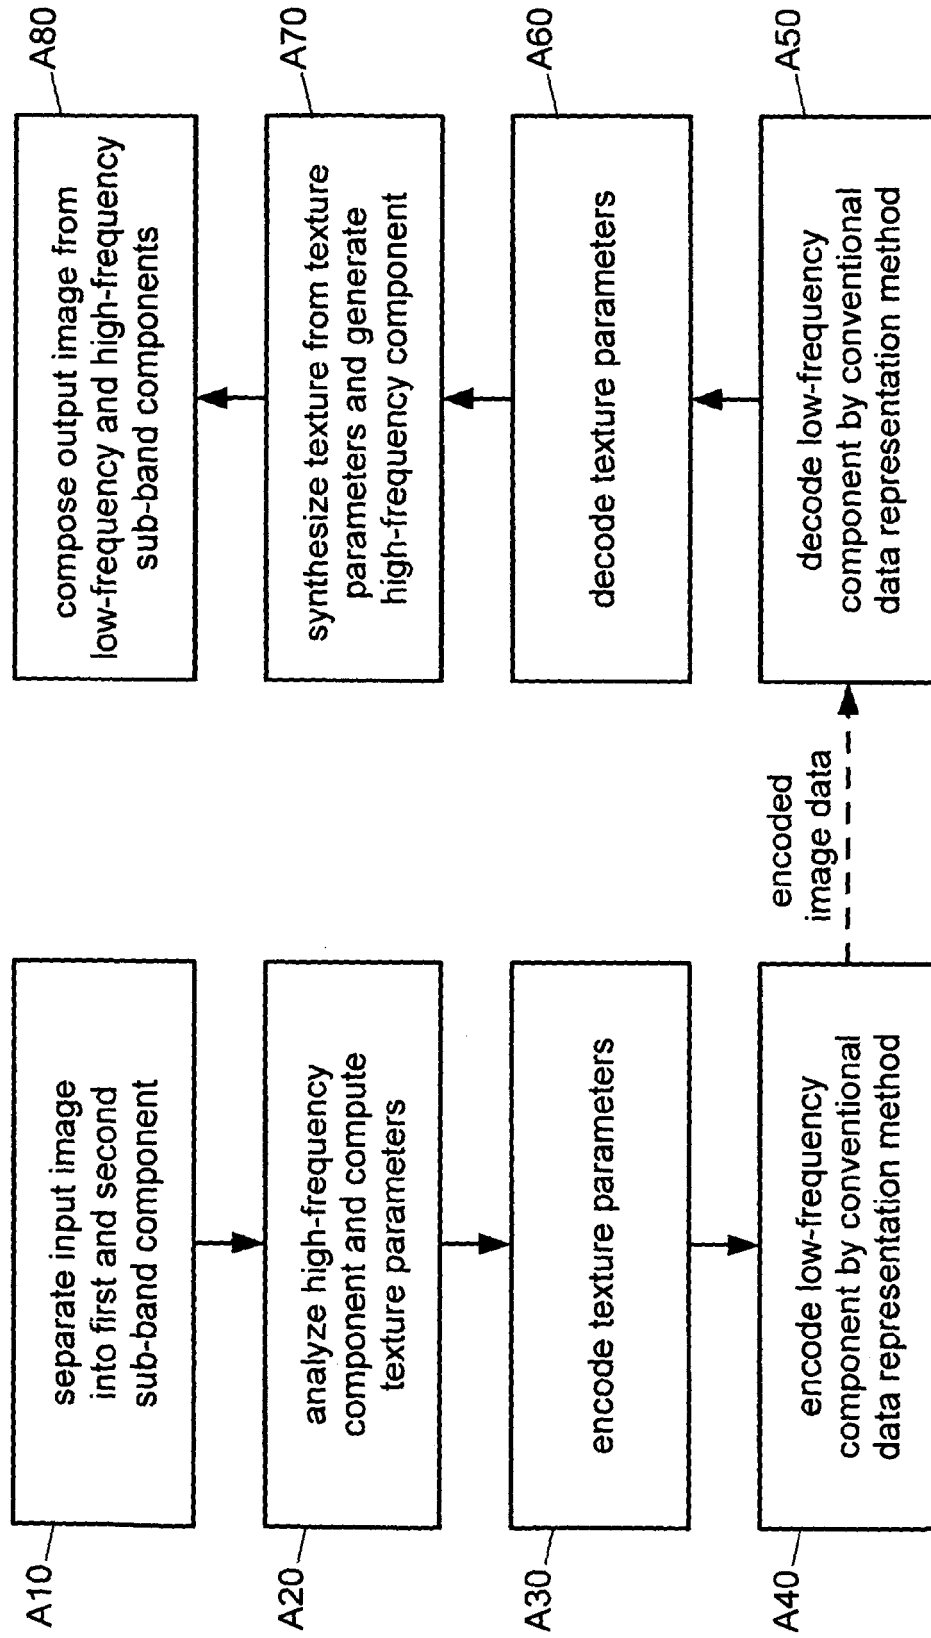 A10
separate input image
into first and second
sub-band component
A20
analyze high-frequency
component and compute
texture parameters
A30
encode texture parameters
A40
encode low-frequency
component by conventional
data representation method
encoded
image data
A50
decode low-frequency
component by conventional
data representation method
A60
decode texture parameters
A70
synthesize texture from texture
parameters and generate
high-frequency component
A80
compose output image from
low-frequency and high-frequency
sub-band components